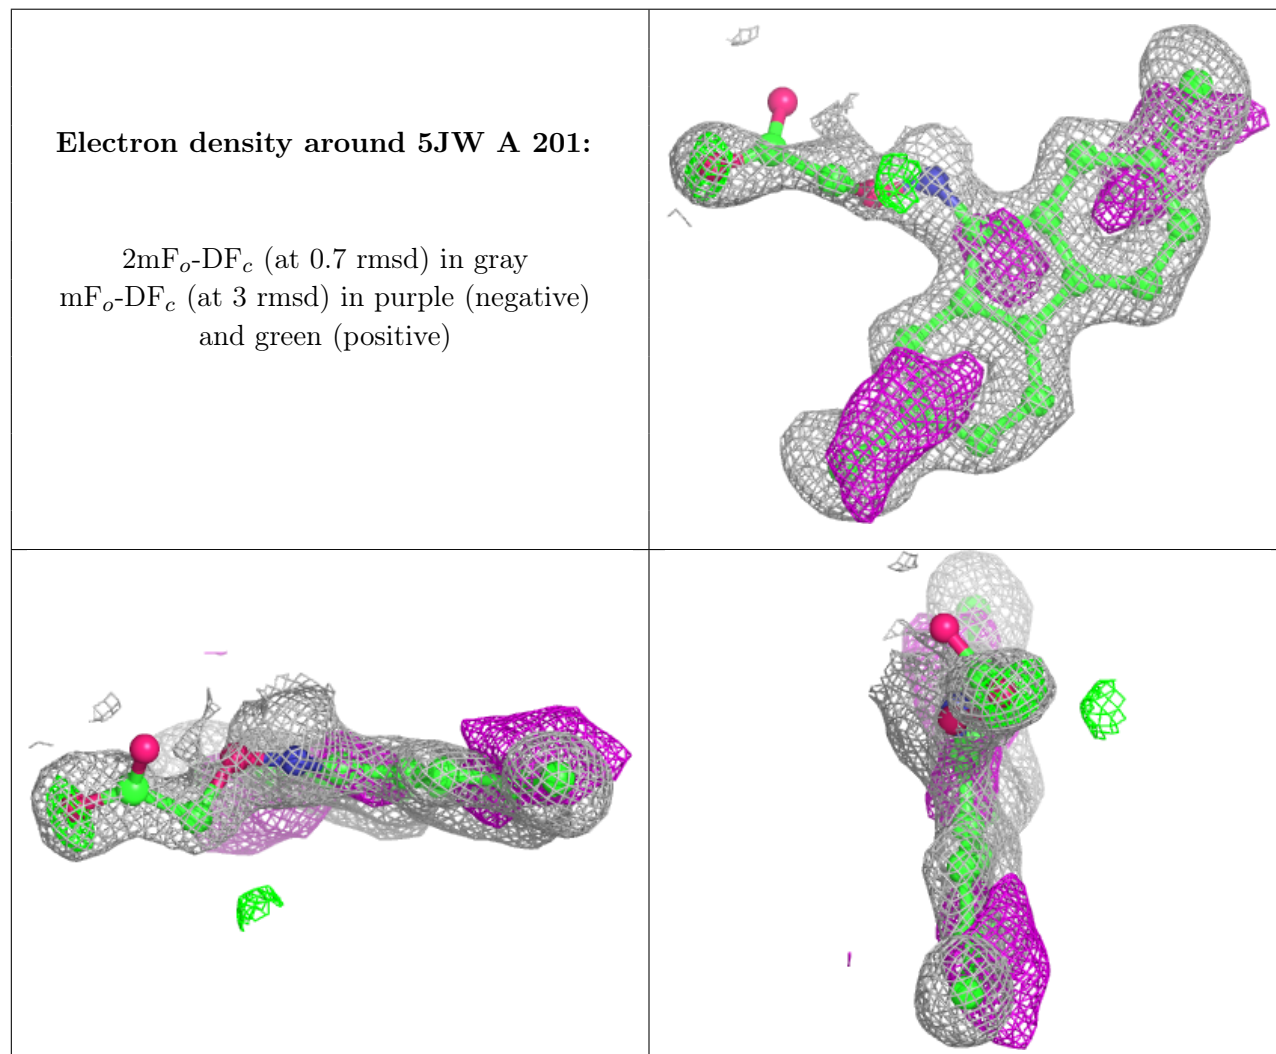 Electron density around 5JW A 201:
2mFo-DFc (at 0.7 rmsd) in gray
mFo-DFc (at 3 rmsd) in purple (negative)
and green (positive)